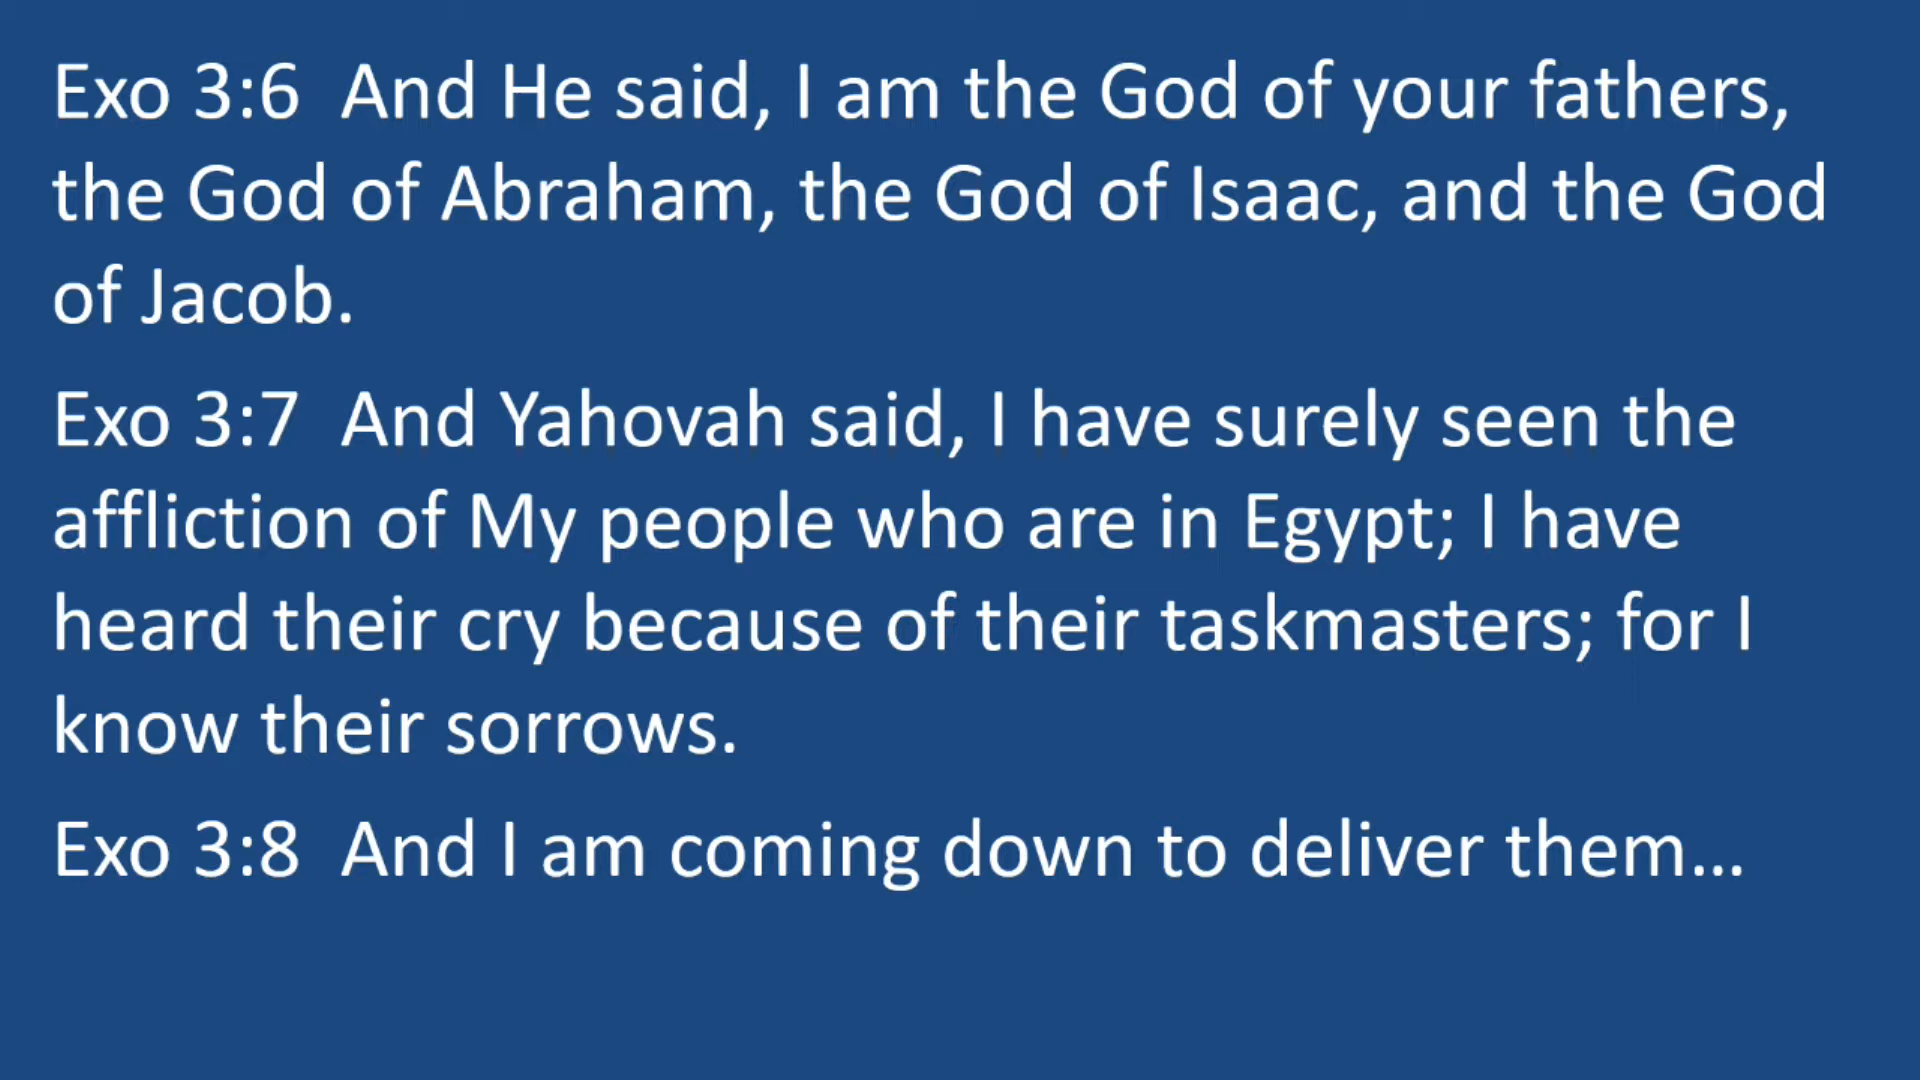 Exo 3:6  And He said, I am the God of your fathers,
the God of Abraham, the God of Isaac, and the God
of Jacob.
Exo 3:7  And Yahovah said, I have surely seen the
affliction of My people who are in Egypt; I have
heard their cry because of their taskmasters; for I
know their sorrows.
Exo 3:8  And I am coming down to deliver them...